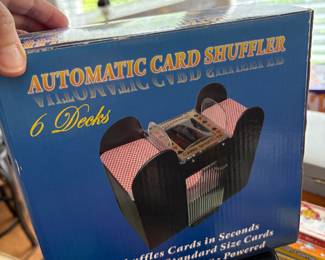 AUTOMATIC CARD SHUFFLER
6 Decks
Shuffles Cards in Seconds
Standard Size Cards
Powered